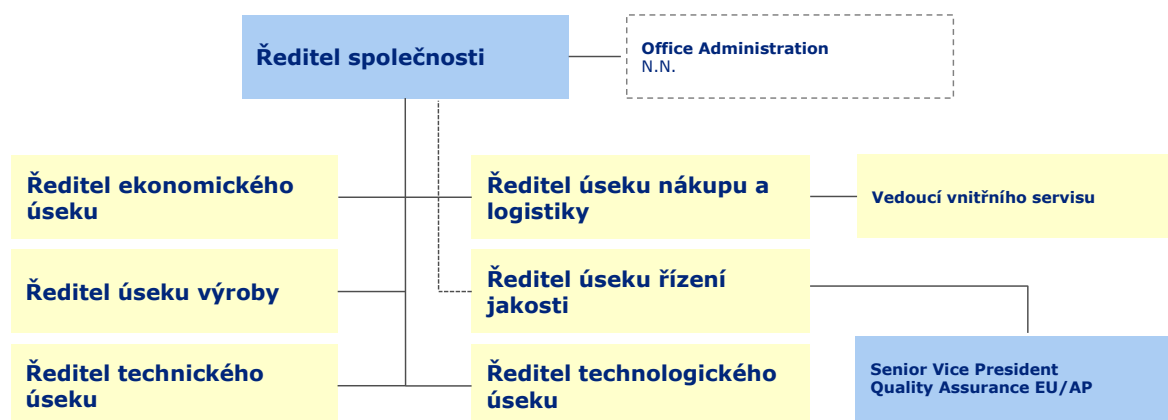 Ředitel společnosti
Office Administration
N.N.
Ředitel ekonomického
úseku
Ředitel úseku nákupu a
logistiky
Vedoucí vnitřního servisu
Ředitel úseku výroby
Ředitel úseku řízení
jakosti
Ředitel technického
úseku
Ředitel technologického
úseku
Senior Vice President
Quality Assurance EU/AP